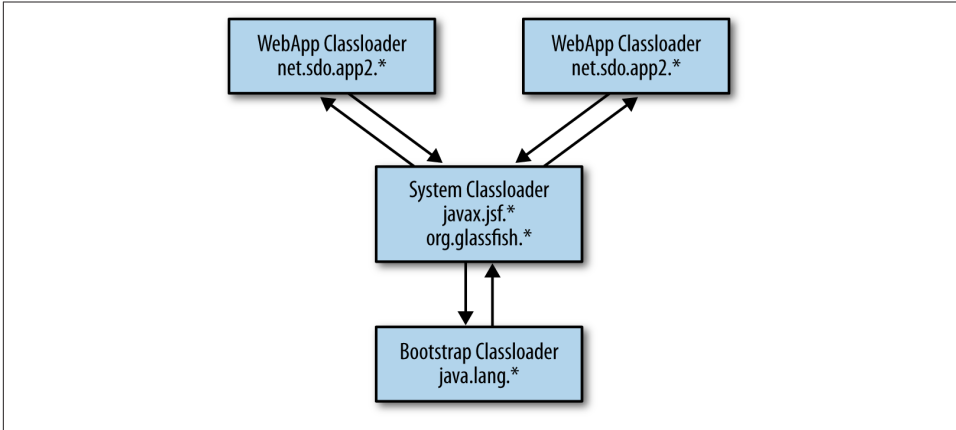 WebApp Classloader
net.sdo.app2.*
WebApp Classloader
net.sdo.app2.*
System Classloader
javax.jsf.*
org.glassfish.*
Bootstrap Classloader
java.lang.*